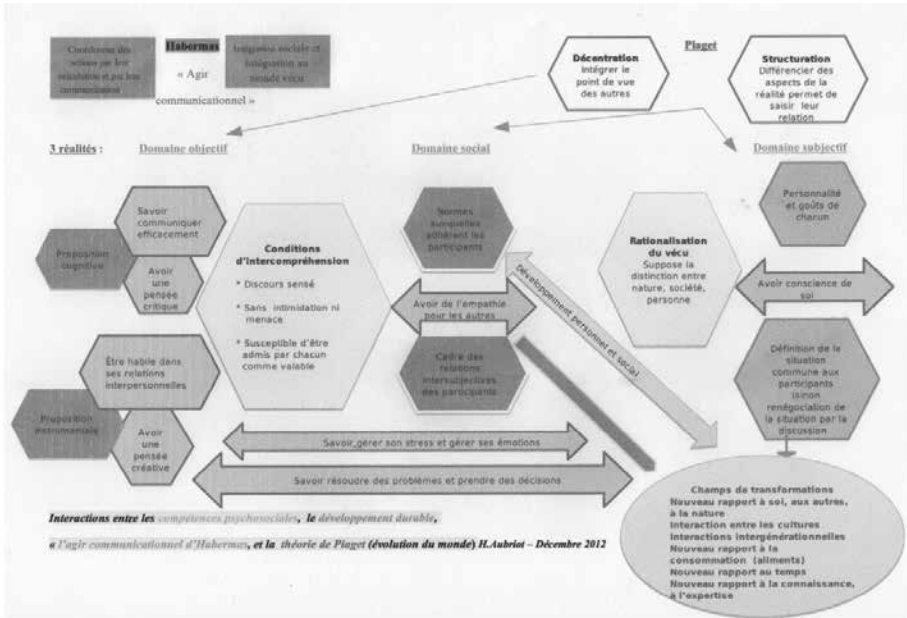 Coordonne des
actions par leur
orientation et par leur
communication
Habermas
« Agir
communicationnel »
Intégration sociale et
Intégration au
monde vécu
Décentration
Intégrer le
point de vue
des autres
Piaget
Structuration
Différencier des
aspects de la
réalité permet de
saisir leur
relation
3 réalités :
Domaine objectif
Domaine social
Domaine subjectif
Savoir
communiquer
efficacement
Proposition
cognitive
Avoir
une
pensée
critique
Être habile dans
ses relations
interpersonnelles
Proposition
instrumentale
Avoir
une
pensée
créative
Conditions
d'intercompréhension
* Discours sensé
* Sans intimidation ni
menace
* Susceptible d'être
admis par chacun
comme valable
Normes
auxquelles
adhèrent les
participants
Avoir de l'empathie
pour les autres
Cadre des
relations
intersubjectives
des participants
Développement personnel et social
Rationalisation
du vécu
Suppose la
distinction entre
nature, société,
personne
Personnalité
et goûts de
chacun
Avoir conscience de
soi
Définition de la
situation
commune aux
participants
(sinon
renégociation de
la situation par la
discussion
Savoir gérer son stress et gérer ses émotions
Savoir résoudre des problèmes et prendre des décisions
Champs de transformations
Nouveau rapport à soi, aux autres,
à la nature
Interaction entre les cultures
Interactions intergénérationnelles
Nouveau rapport à la
consommation (aliments)
Nouveau rapport au temps
Nouveau rapport à la connaissance,
à l'expertise
Interactions entre les compétences psychosociales, le développement durable,
« l'agir communicationnel d'Habermas, et la théorie de Piaget (évolution du monde) H.Aubriot – Décembre 2012